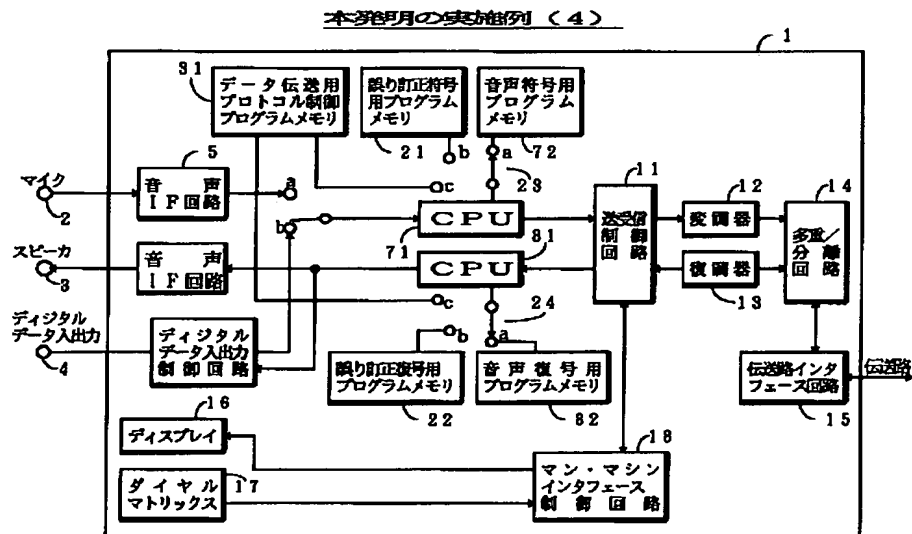 本発明の実施例（4）
1
31
データ伝送用
プロトコル制御
プログラムメモリ
誤り訂正符号
用プログラム
メモリ
音声符号用
プログラム
メモリ
21
b
a
72
5
マイク
2
音声
IF回路
a
c
23
11
12
14
b
CPU
71
送受信
制御
回路
変調器
多重／
分離
回路
スピーカ
3
音声
IF回路
CPU
81
復調器
13
c
24
ディジタル
データ入出力
4
ディジタル
データ入出力
制御回路
b
a
誤り訂正復号用
プログラムメモリ
22
音声復号用
プログラムメモリ
82
伝送路インタ
フェース回路
伝送路
15
16
ディスプレイ
18
ダイヤル
マトリックス
17
マン・マシン
インタフェース
制御回路